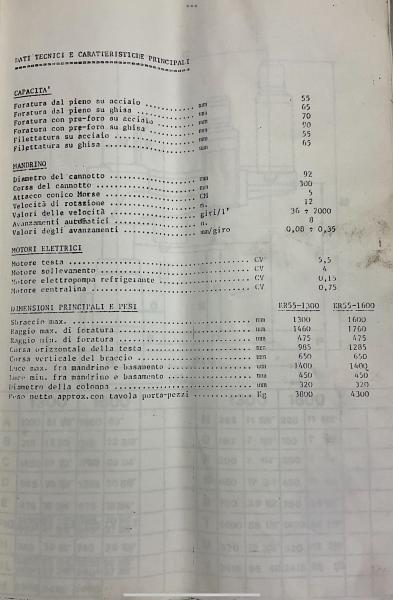 DATI TECNICI E CARATTERISTICHE PRINCIPALI
CAPACITA'
Foratura dal pieno su acciaio ........... mm 55
Foratura dal pieno su ghisa ............. mm 65
Foratura con pre-foro su acciaio ........ mm 70
Foratura con pre-foro su ghisa .......... mm 90
Filettatura su acciaio .................. mm 55
Filettatura su ghisa .................... mm 65
MANDRINO
Diametro del cannotto ................... mm 92
Corsa del cannotto ...................... mm 300
Attacco conico Morse .................... CM 5
Velocità di rotazione ................... n. 12
Valori delle velocità ................... giri/1' 36 ÷ 2000
Avanzamenti automatici .................. n. 8
Valori degli avanzamenti ................ mm/giro 0,08 ÷ 0,35
MOTORI ELETTRICI
Motore testa ............................ CV 5,5
Motore sollevamento ..................... CV 4
Motore elettropompa refrigerante ........ CV 0,15
Motore centralina ....................... CV 0,75
DIMENSIONI PRINCIPALI E PESI KR55-1300 KR55-1600
Sbraccio max. ........................... mm 1300 1600
Raggio max. di foratura ................. mm 1460 1760
Raggio min. di foratura ................. mm 475 475
Corsa orizzontale della testa ........... mm 985 1285
Corsa verticale del braccio ............. mm 650 650
Luce max. fra mandrino e basamento ...... mm 1400 1400
Luce min. fra mandrino e basamento ...... mm 450 450
Diametro della colonna .................. mm 320 320
Peso netto approx.con tavola porta-pezzi ............ Kg 3800 4300